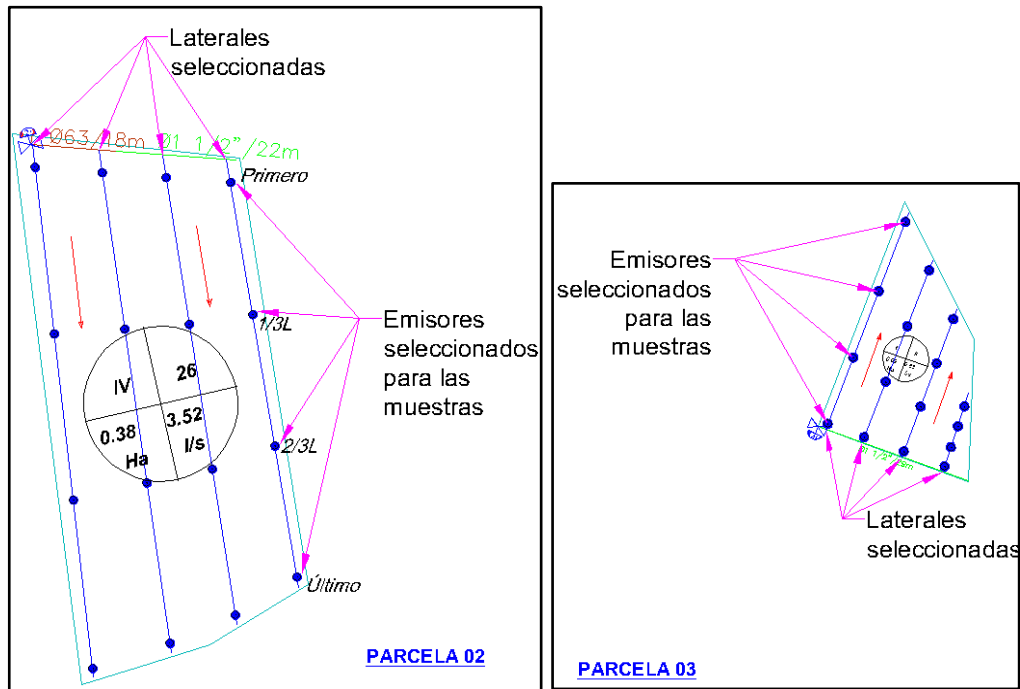 Laterales
seleccionadas
Ø63/18m Ø1 1/2"/22m
Primero
1/3L
Emisores
seleccionados
para las
muestras
IV 26
0.38 3.52
Ha l/s
2/3L
Último
PARCELA 02
Emisores
seleccionados
para las
muestras
Laterales
seleccionadas
PARCELA 03